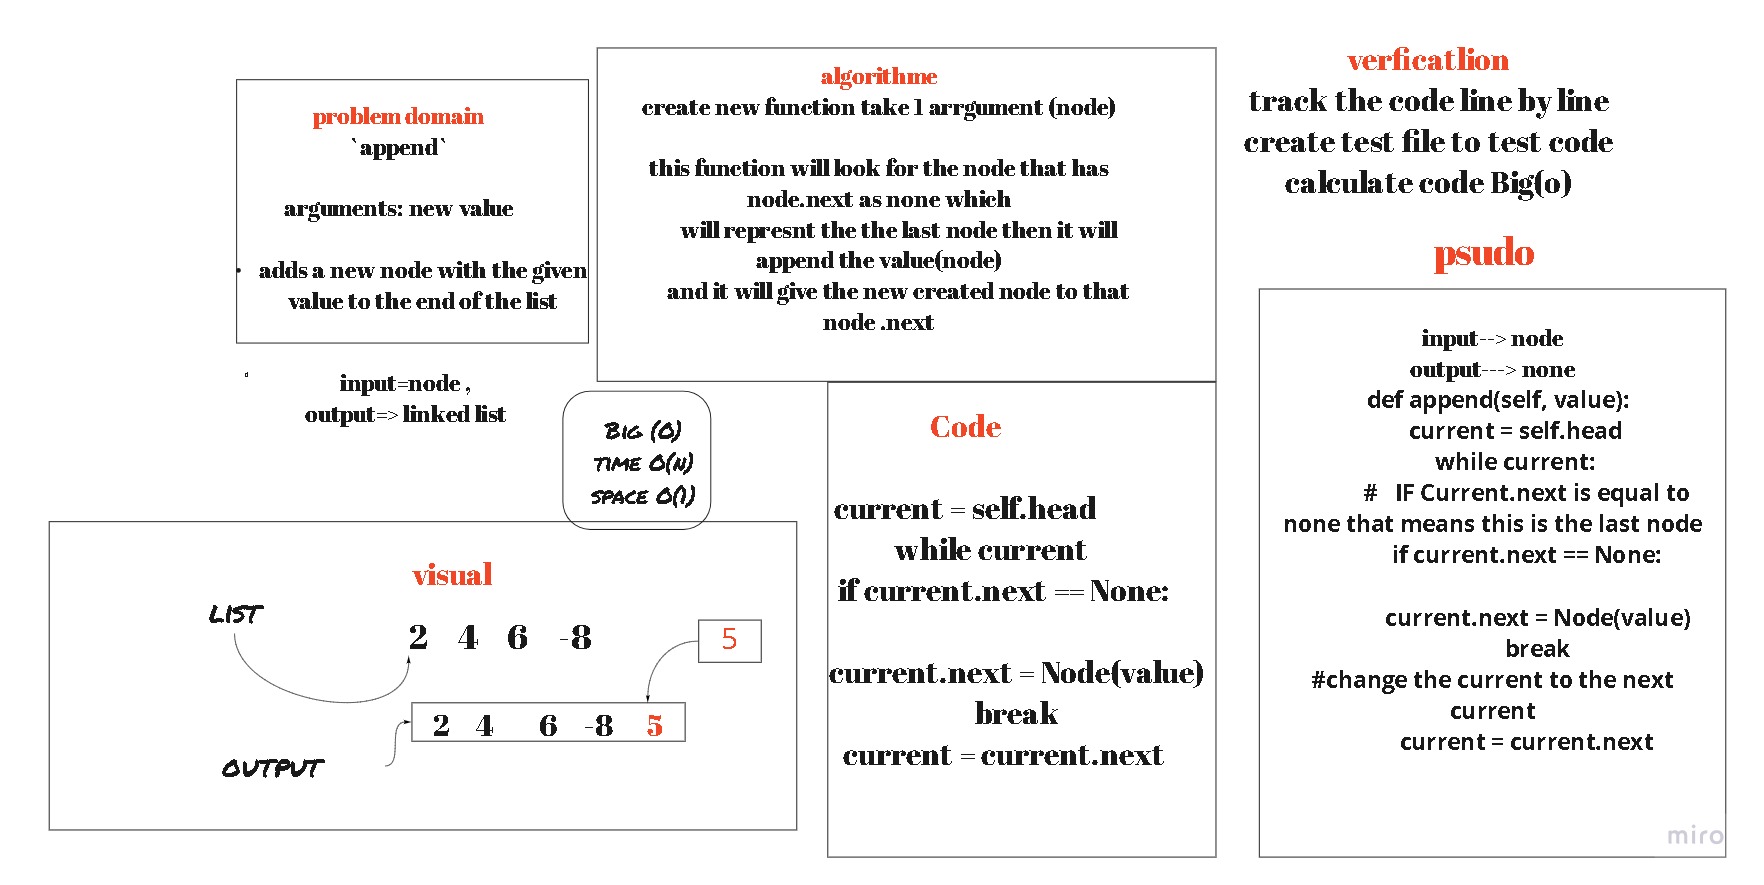 problem domain
`append`
arguments: new value
• adds a new node with the given
value to the end of the list
d
input=node ,
output=> linked list
algorithme
create new function take 1 arrgument (node)
this function will look for the node that has
node.next as none which
will represnt the the last node then it will
append the value(node)
and it will give the new created node to that
node .next
Big (O)
time O(n)
space O(1)
visual
List
2 4 6 -8
5
2 4 6 -8 5
output
Code
current = self.head
while current
if current.next == None:
current.next = Node(value)
break
current = current.next
verficatlion
track the code line by line
create test file to test code
calculate code Big(o)
psudo
input--> node
output---> none
def append(self, value):
current = self.head
while current:
# IF Current.next is equal to
none that means this is the last node
if current.next == None:
current.next = Node(value)
break
#change the current to the next
current
current = current.next
miro